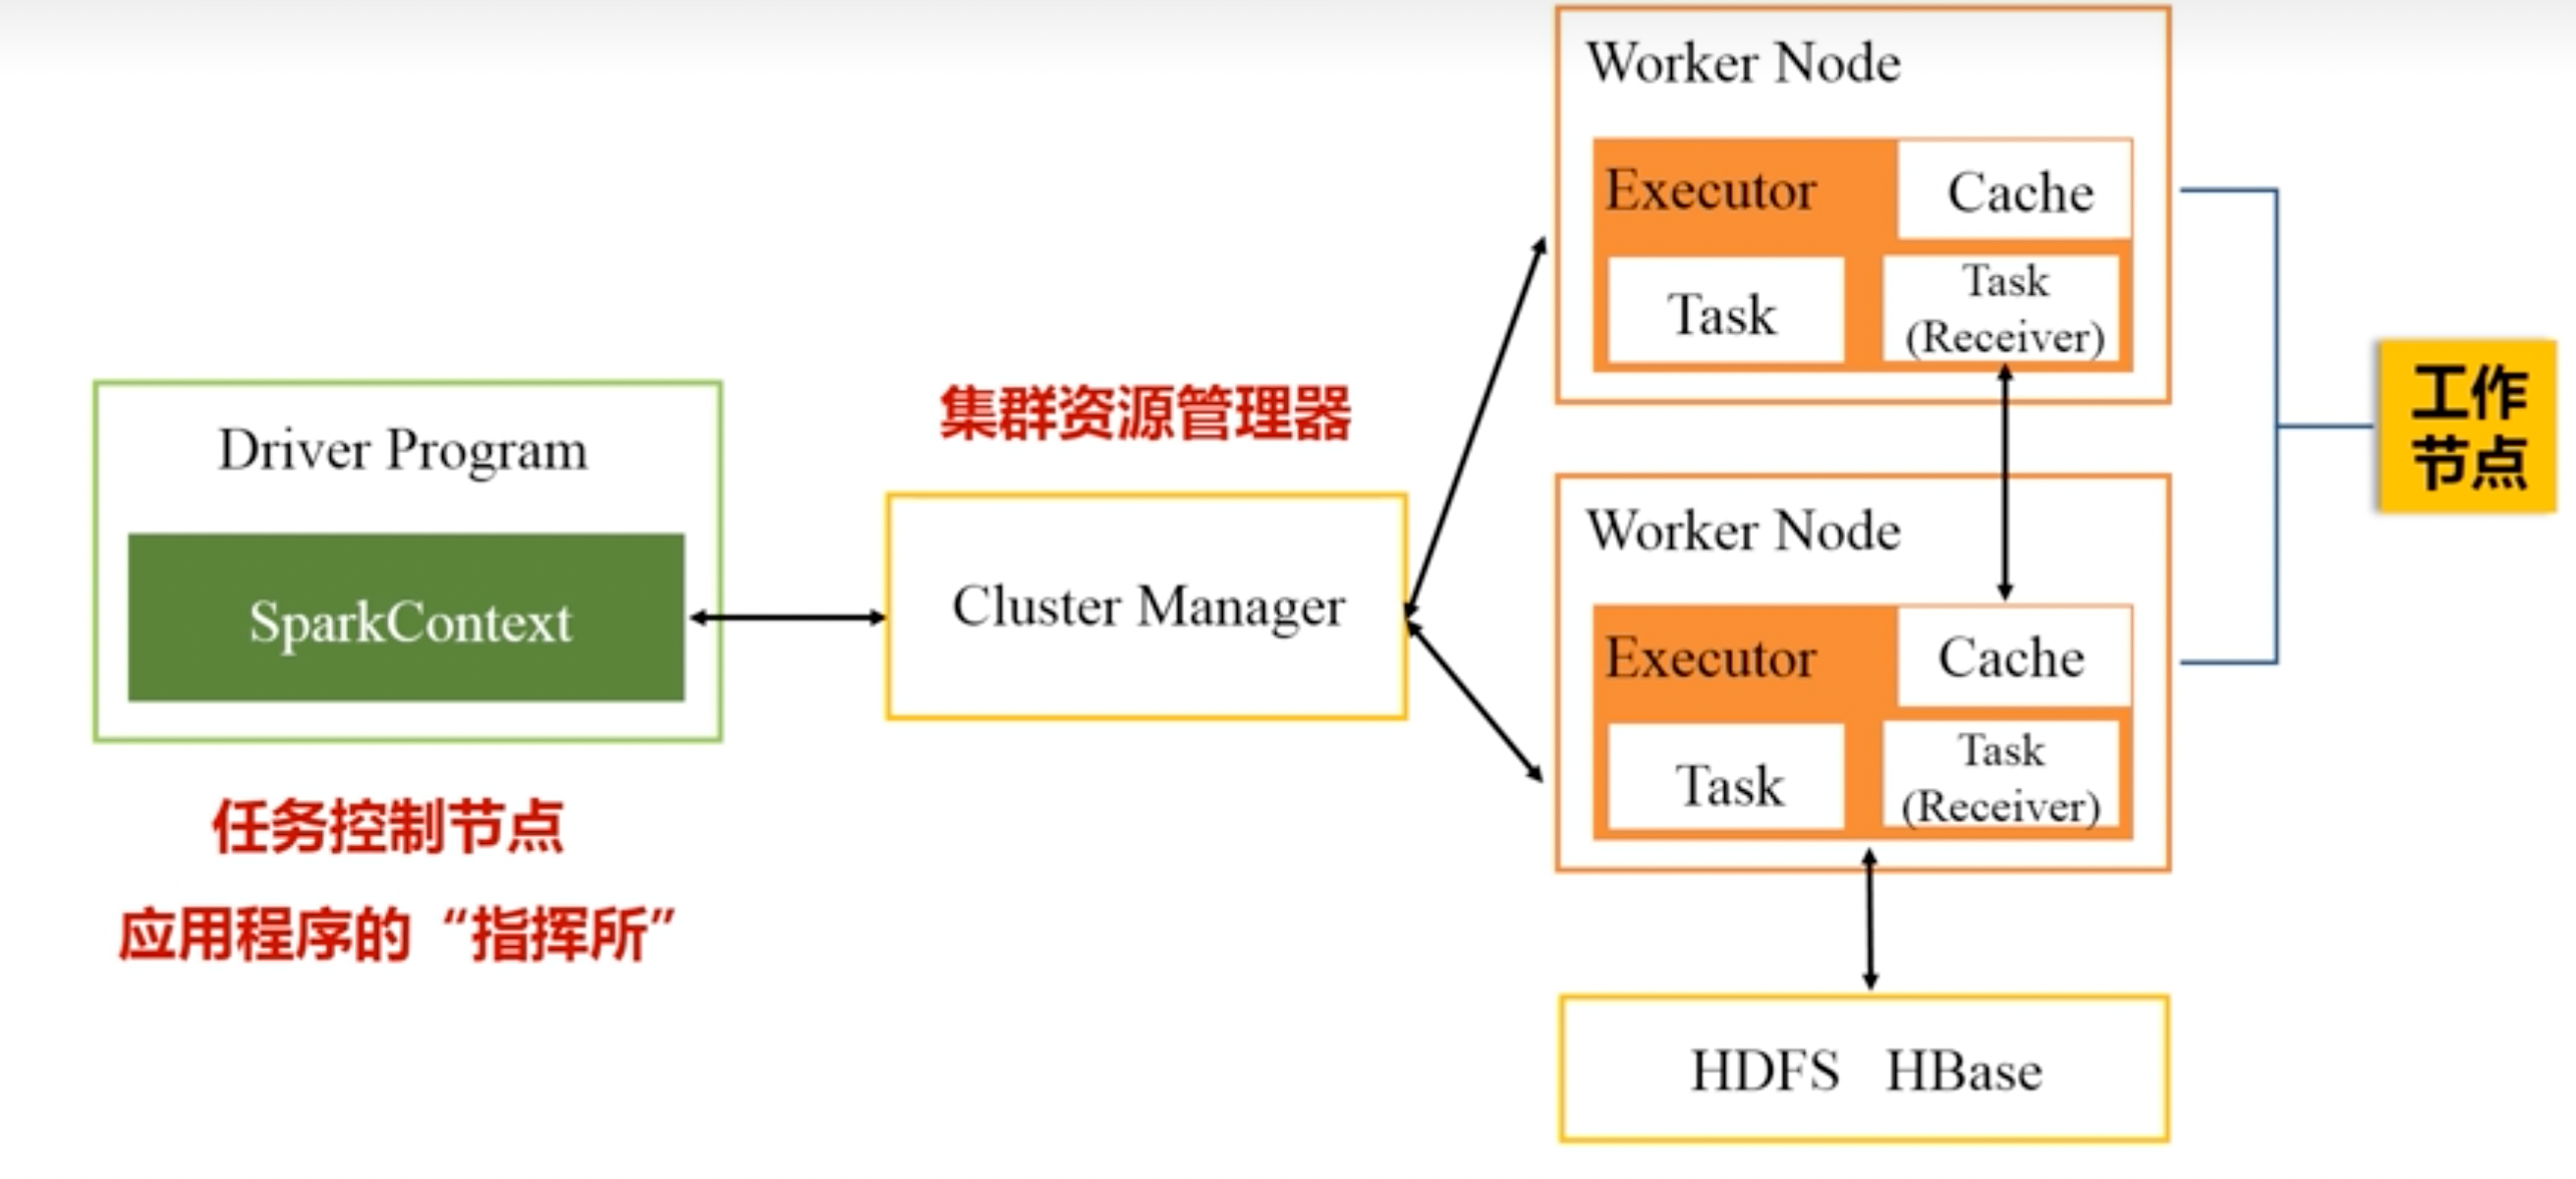 Driver Program
SparkContext
任务控制节点
应用程序的“指挥所”
集群资源管理器
Cluster Manager
Worker Node
Executor
Cache
Task
Task
(Receiver)
Worker Node
Executor
Cache
Task
Task
(Receiver)
HDFS HBase
工作
节点